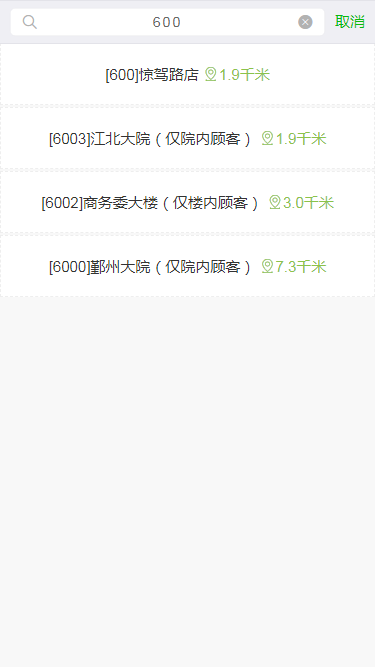 600
取消
[600]惊驾路店 1.9千米
[6003]江北大院（仅院内顾客） 1.9千米
[6002]商务委大楼（仅楼内顾客） 3.0千米
[6000]鄞州大院（仅院内顾客） 7.3千米